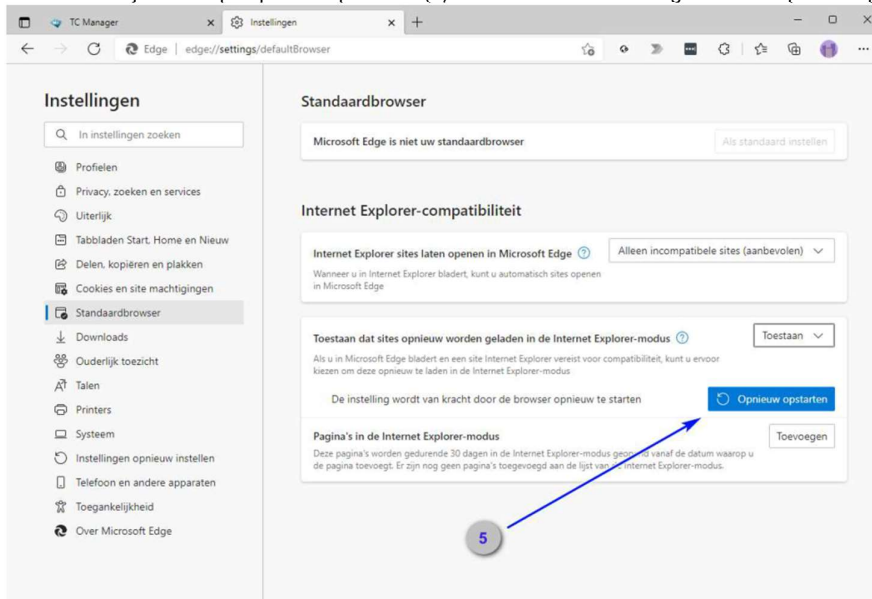 TC Manager
Instellingen
Edge | edge://settings/defaultBrowser
Instellingen
In instellingen zoeken
Profielen
Privacy, zoeken en services
Uiterlijk
Tabbladen Start, Home en Nieuw
Delen, kopiëren en plakken
Cookies en site machtigingen
Standaardbrowser
Downloads
Ouderlijk toezicht
Talen
Printers
Systeem
Instellingen opnieuw instellen
Telefoon en andere apparaten
Toegankelijkheid
Over Microsoft Edge
Standaardbrowser
Microsoft Edge is niet uw standaardbrowser
Als standaard instellen
Internet Explorer-compatibiliteit
Internet Explorer sites laten openen in Microsoft Edge
Alleen incompatibele sites (aanbevolen)
Wanneer u in Internet Explorer bladert, kunt u automatisch sites openen
in Microsoft Edge
Toestaan dat sites opnieuw worden geladen in de Internet Explorer-modus
Toestaan
Als u in Microsoft Edge bladert en een site Internet Explorer vereist voor compatibiliteit, kunt u ervoor
kiezen om deze opnieuw te laden in de Internet Explorer-modus
De instelling wordt van kracht door de browser opnieuw te starten
Opnieuw opstarten
Pagina's in de Internet Explorer-modus
Toevoegen
Deze pagina's worden gedurende 30 dagen in de Internet Explorer-modus geopend vanaf de datum waarop u
de pagina toevoegt. Er zijn nog geen pagina's toegevoegd aan de lijst van de Internet Explorer-modus.
5